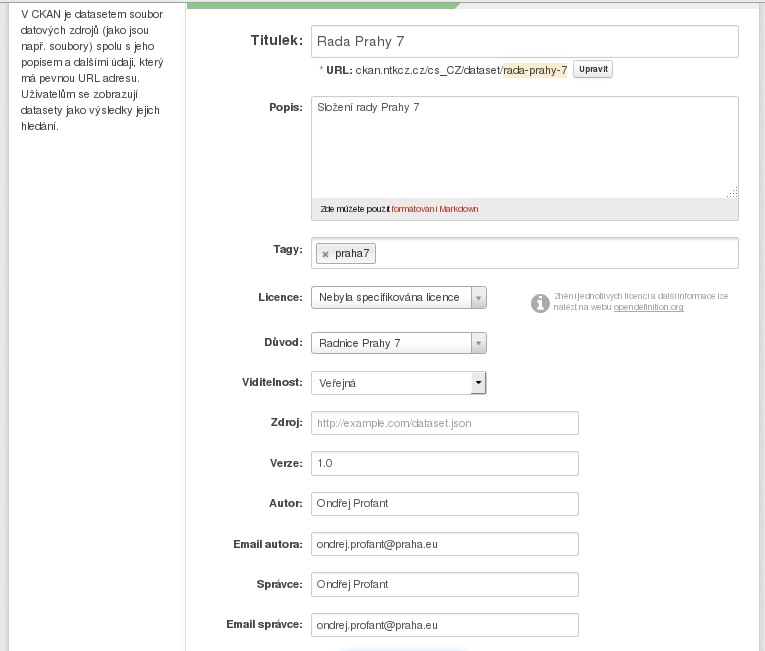 V CKAN je datasetem soubor
datových zdrojů (jako jsou
např. soubory) spolu s jeho
popisem a dalšími údaji, který
má pevnou URL adresu.
Uživatelům se zobrazují
datasety jako výsledky jejich
hledání.
Titulek: Rada Prahy 7
* URL: ckan.ntkcz.cz/cs_CZ/dataset/rada-prahy-7 Upravit
Popis: Složení rady Prahy 7
Zde můžete použít formátování Markdown
Tagy: × praha7
Licence: Nebyla specifikována licence
Znění jednotlivých licencí a další informace lze
nalézt na webu opendefinition.org
Důvod: Radnice Prahy 7
Viditelnost: Veřejná
Zdroj: http://example.com/dataset.json
Verze: 1.0
Autor: Ondřej Profant
Email autora: ondrej.profant@praha.eu
Správce: Ondřej Profant
Email správce: ondrej.profant@praha.eu